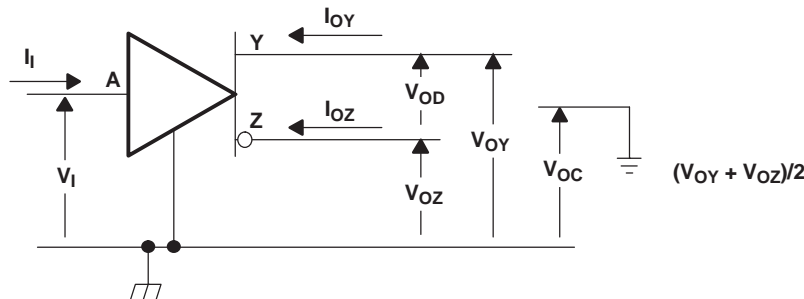 I_OY
I_I
Y
A
V_OD
I_OZ
Z
V_OY
V_I
V_OZ
V_OC
(V_OY + V_OZ)/2